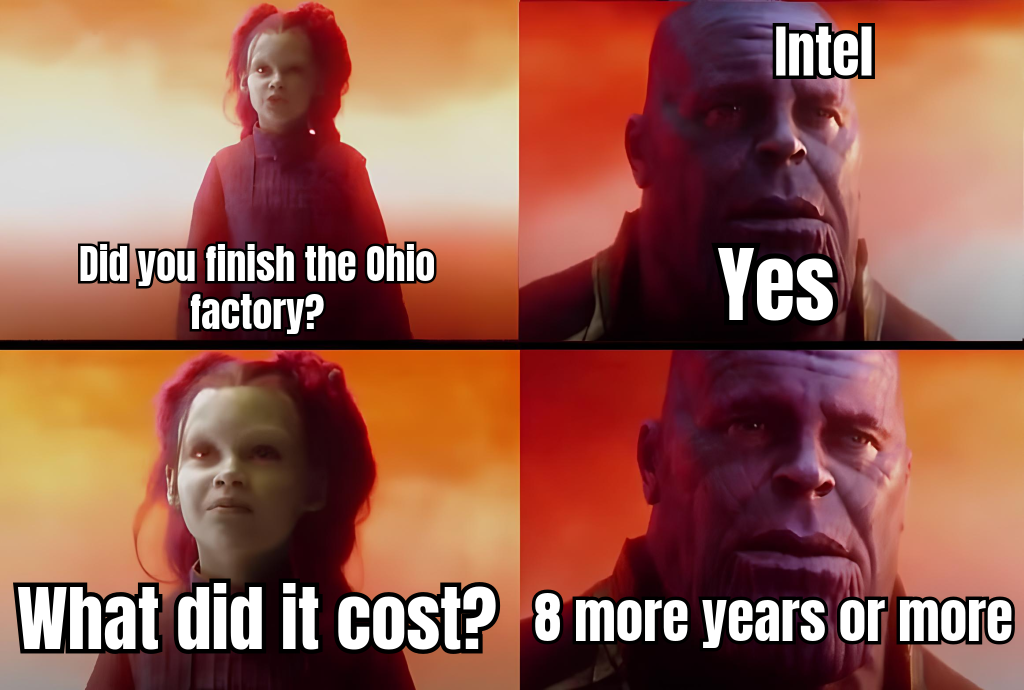 Did you finish the Ohio
factory?
Intel
Yes
What did it cost?
8 more years or more